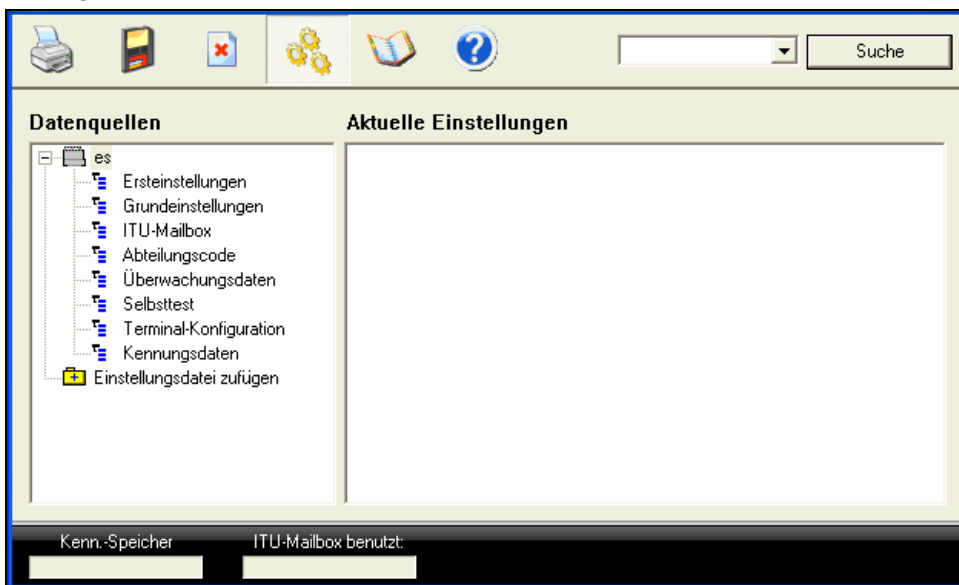 Suche
Datenquellen
Aktuelle Einstellungen
es
Ersteinstellungen
Grundeinstellungen
ITU-Mailbox
Abteilungscode
Überwachungsdaten
Selbsttest
Terminal-Konfiguration
Kennungsdaten
Einstellungsdatei zufügen
Kenn.-Speicher
ITU-Mailbox benutzt: